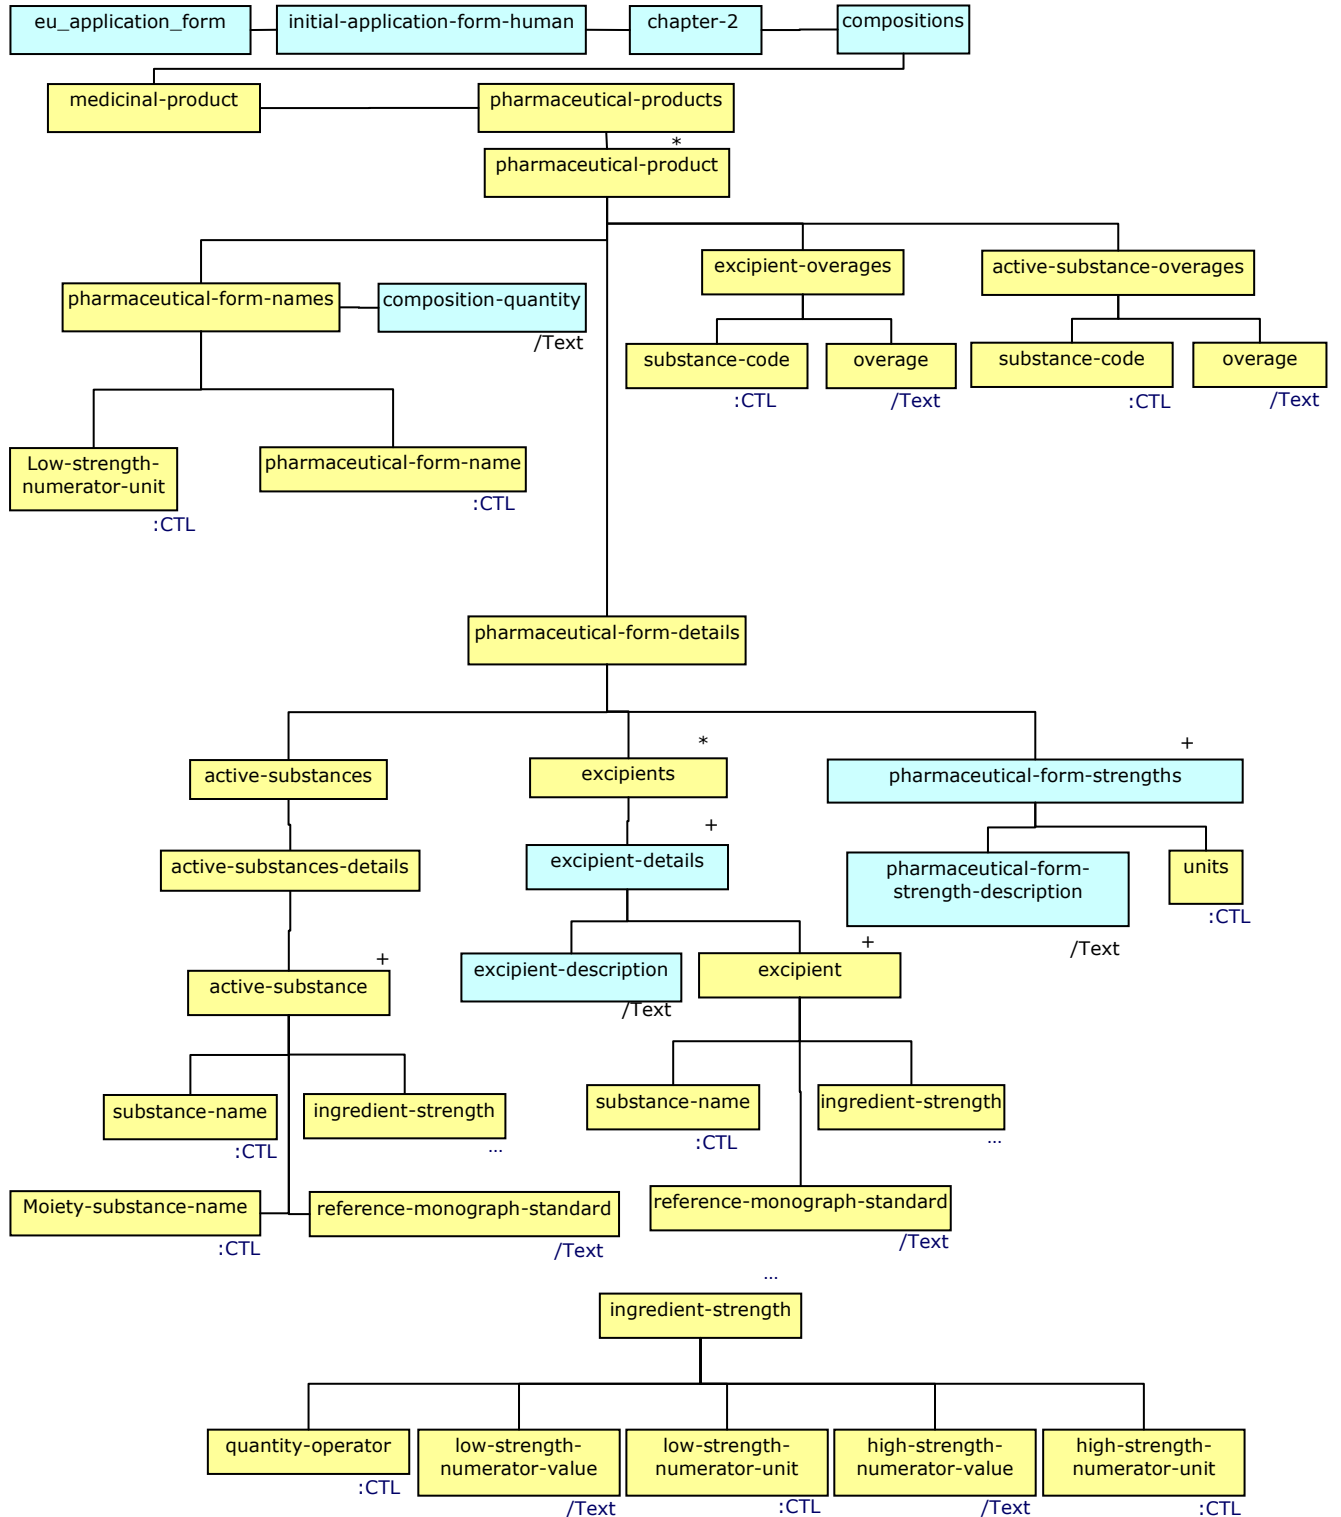 eu_application_form
initial-application-form-human
chapter-2
compositions
medicinal-product
pharmaceutical-products
*
pharmaceutical-product
excipient-overages
active-substance-overages
pharmaceutical-form-names
composition-quantity
/Text
substance-code
:CTL
overage
/Text
substance-code
:CTL
overage
/Text
Low-strength-
numerator-unit
:CTL
pharmaceutical-form-name
:CTL
pharmaceutical-form-details
active-substances
*
excipients
+
pharmaceutical-form-strengths
active-substances-details
+
excipient-details
pharmaceutical-form-
strength-description
/Text
units
:CTL
+
active-substance
excipient-description
/Text
+
excipient
substance-name
:CTL
ingredient-strength
...
substance-name
:CTL
ingredient-strength
...
Moiety-substance-name
:CTL
reference-monograph-standard
/Text
reference-monograph-standard
/Text
...
ingredient-strength
quantity-operator
:CTL
low-strength-
numerator-value
/Text
low-strength-
numerator-unit
:CTL
high-strength-
numerator-value
/Text
high-strength-
numerator-unit
:CTL